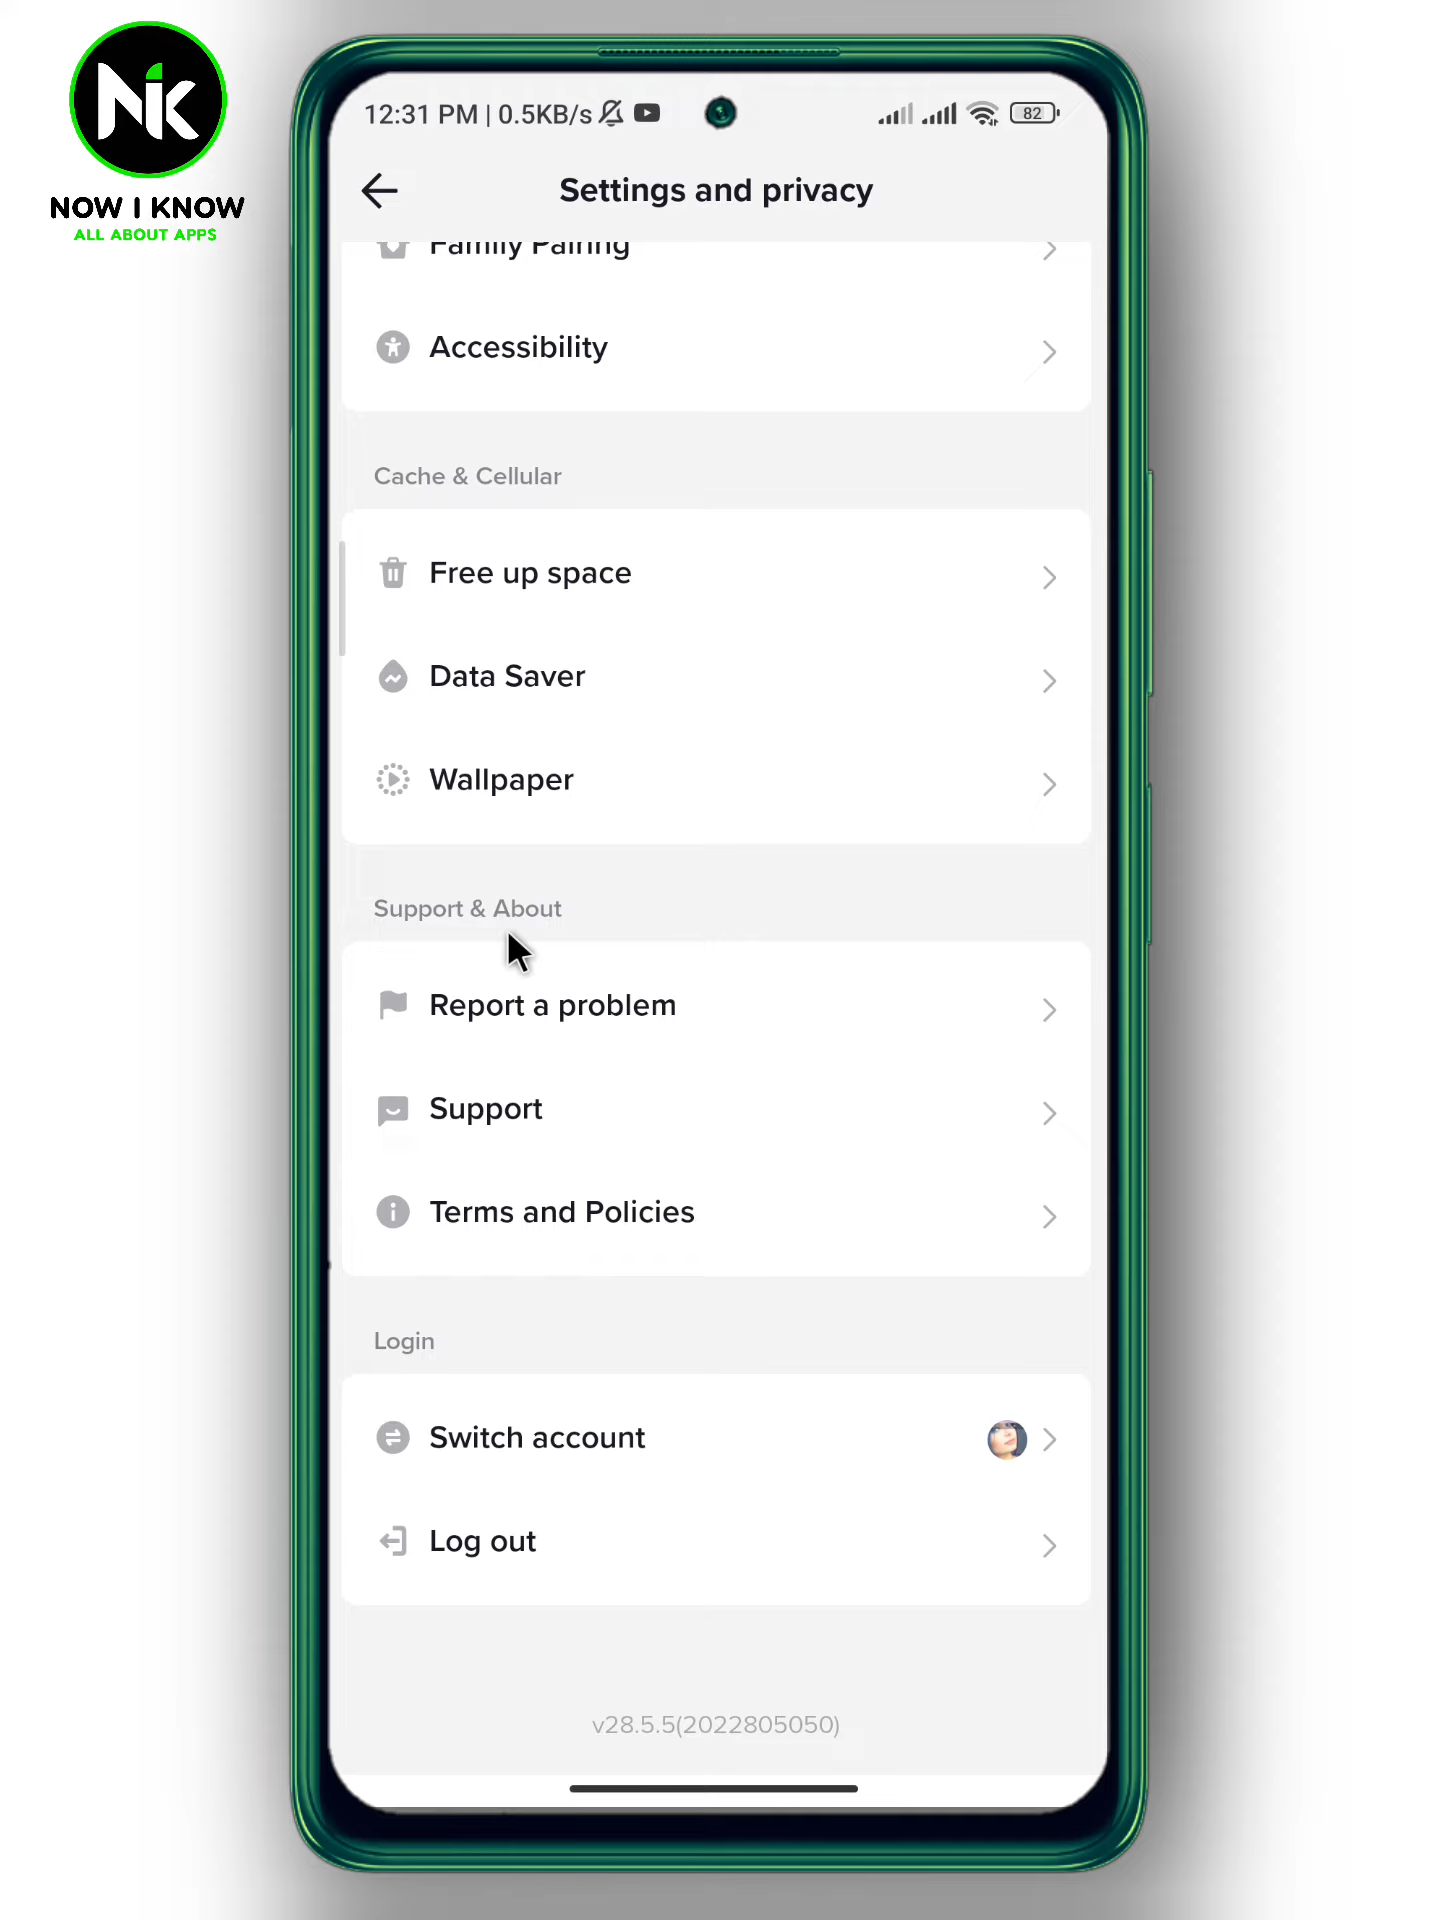 NiK
NOW I KNOW
ALL ABOUT APPS
12:31 PM | 0.5KB/s
82
Settings and privacy
Family Pairing
Accessibility
Cache & Cellular
Free up space
Data Saver
Wallpaper
Support & About
Report a problem
Support
Terms and Policies
Login
Switch account
Log out
v28.5.5(2022805050)